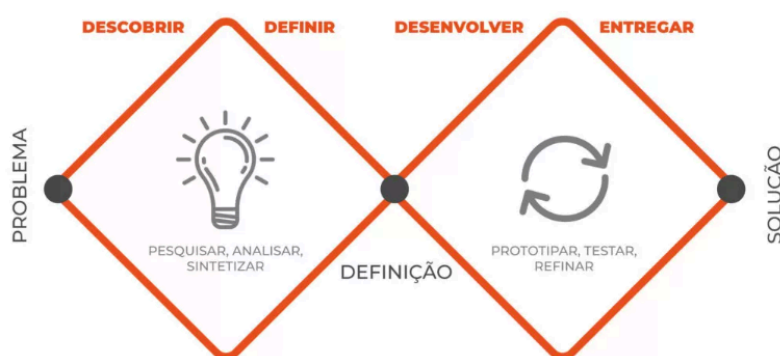 DESCOBRIR DEFINIR DESENVOLVER ENTREGAR
PROBLEMA
PESQUISAR, ANALISAR,
SINTETIZAR
DEFINIÇÃO
PROTOTIPAR, TESTAR,
REFINAR
SOLUÇÃO